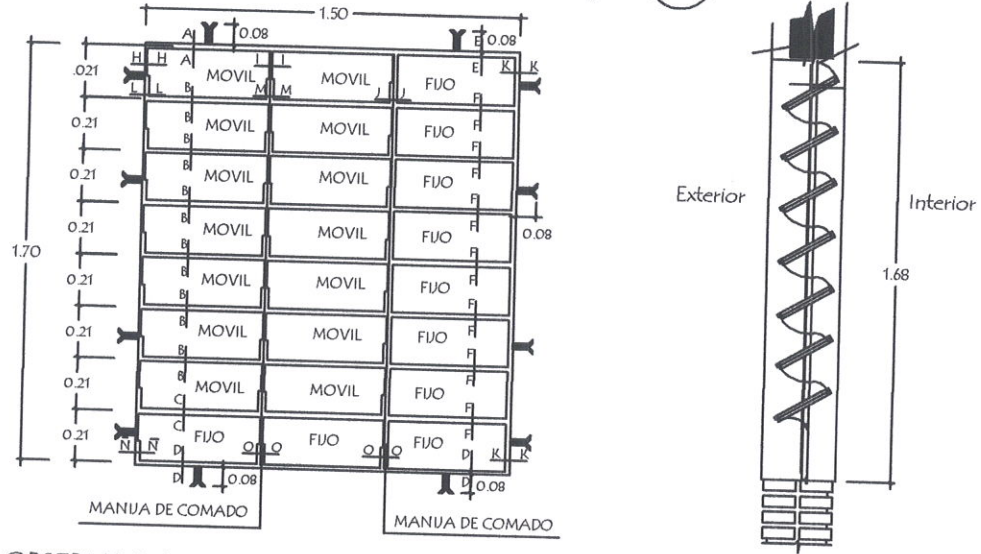 1.50
A 0.08 E 0.08
H H A MOVIL I I MOVIL E FIJO K K
.021
L L B M M J J F
0.21 B MOVIL MOVIL FIJO F
B F
0.21 B MOVIL MOVIL FIJO F
B F
0.21 B MOVIL MOVIL FIJO F 0.08
B F
1.70
0.21 B MOVIL MOVIL FIJO F
B F
0.21 B MOVIL MOVIL FIJO F
B F
0.21 C MOVIL MOVIL FIJO F
C F
0.21 N N D FIJO O O FIJO O O FIJO D K K
D 0.08 D 0.08
MANIJA DE COMADO
MANIJA DE COMADO
Exterior
Interior
1.68